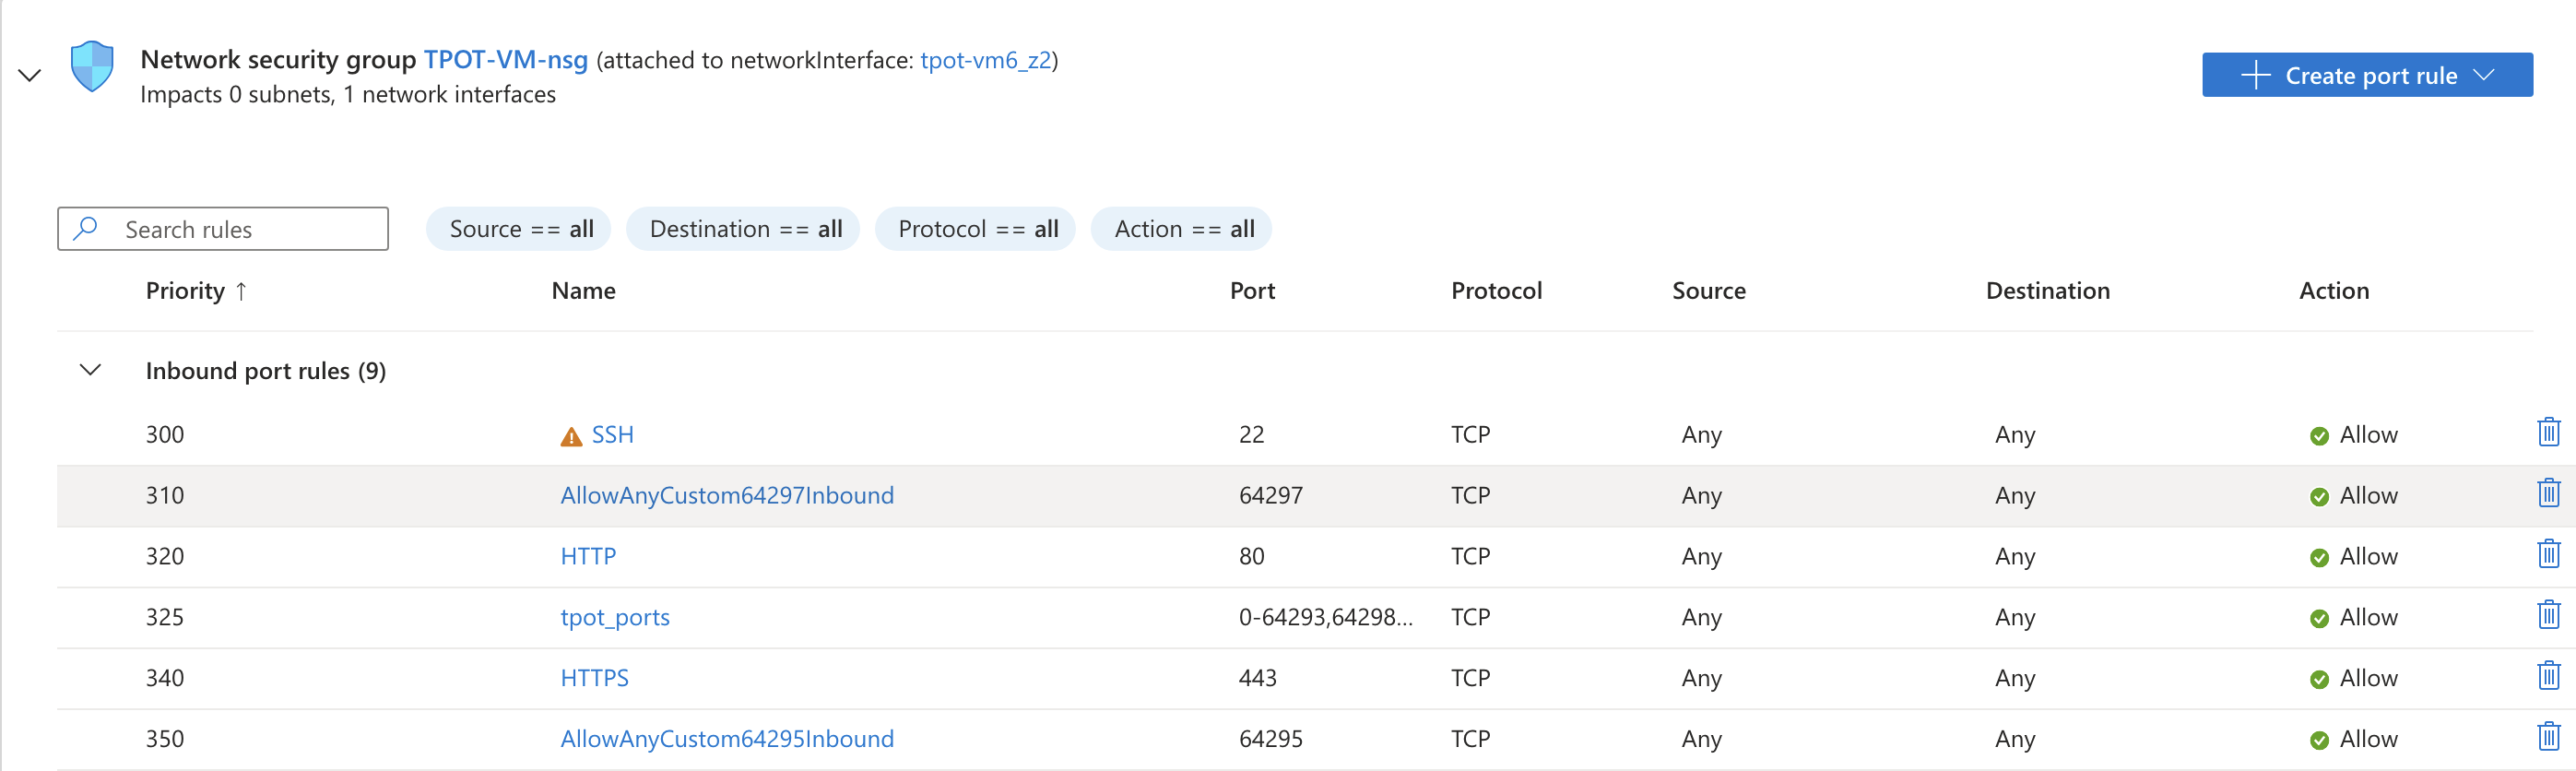 Network security group TPOT-VM-nsg (attached to networkInterface: tpot-vm6_z2)
Impacts 0 subnets, 1 network interfaces
Create port rule
Search rules
Source == all
Destination == all
Protocol == all
Action == all
Priority ↑ Name Port Protocol Source Destination Action
Inbound port rules (9)
300 SSH 22 TCP Any Any Allow
310 AllowAnyCustom64297Inbound 64297 TCP Any Any Allow
320 HTTP 80 TCP Any Any Allow
325 tpot_ports 0-64293,64298... TCP Any Any Allow
340 HTTPS 443 TCP Any Any Allow
350 AllowAnyCustom64295Inbound 64295 TCP Any Any Allow